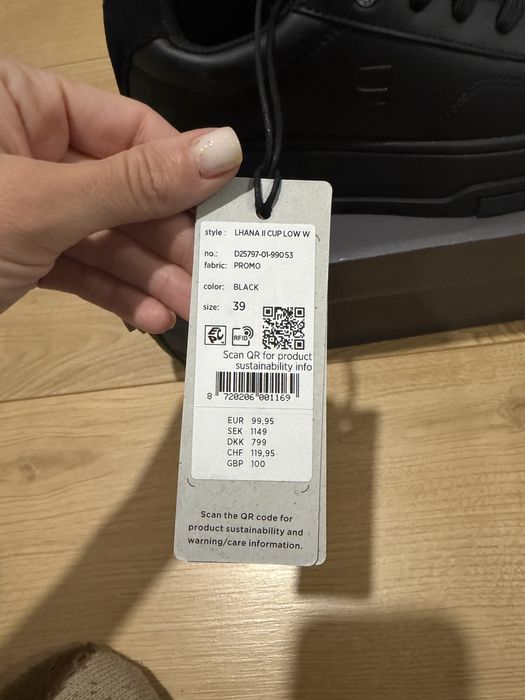 style : LHANA II CUP LOW W
no.: D25797-01-990 S3
fabric: PROMO
color: BLACK
size: 39
RFID
Scan QR for product
sustainability info
8 720206 001169
EUR 99,95
SEK 1149
DKK 799
CHF 119,95
GBP 100
Scan the QR code for
product sustainability and
warning/care information.